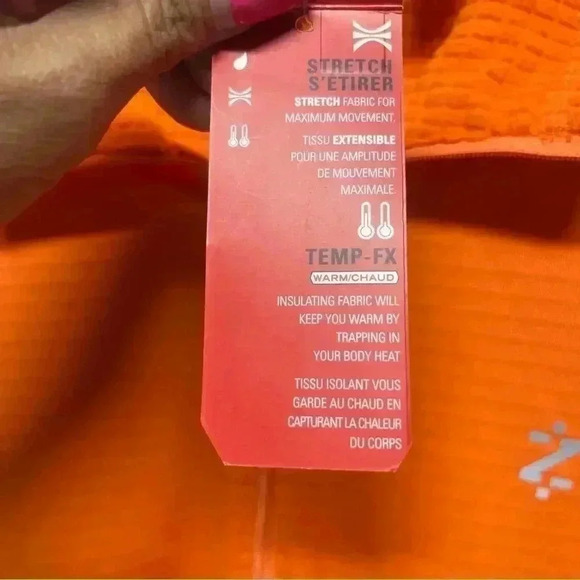 STRETCH
S'ETIRER
STRETCH FABRIC FOR
MAXIMUM MOVEMENT.
TISSU EXTENSIBLE
POUR UNE AMPLITUDE
DE MOUVEMENT
MAXIMALE.
TEMP-FX
WARM/CHAUD
INSULATING FABRIC WILL
KEEP YOU WARM BY
TRAPPING IN
YOUR BODY HEAT
TISSU ISOLANT VOUS
GARDE AU CHAUD EN
CAPTURANT LA CHALEUR
DU CORPS